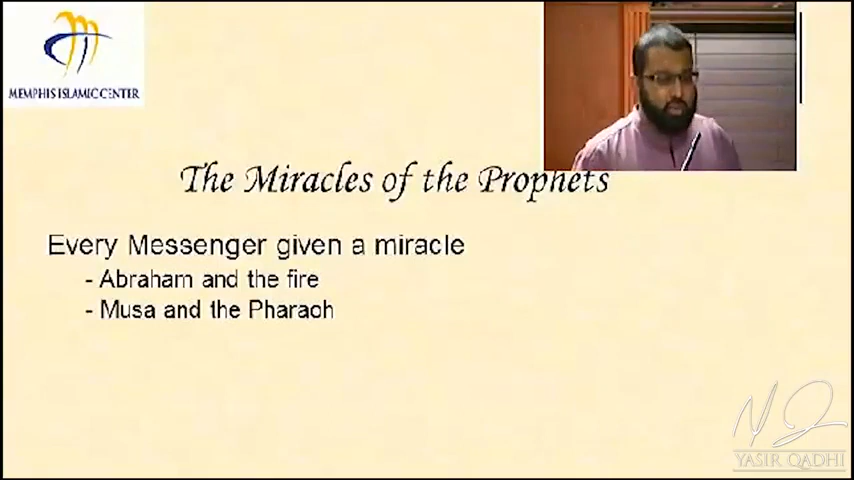 MEMPHIS ISLAMIC CENTER
The Miracles of the Prophets
Every Messenger given a miracle
- Abraham and the fire
- Musa and the Pharaoh
YASIR QADHI